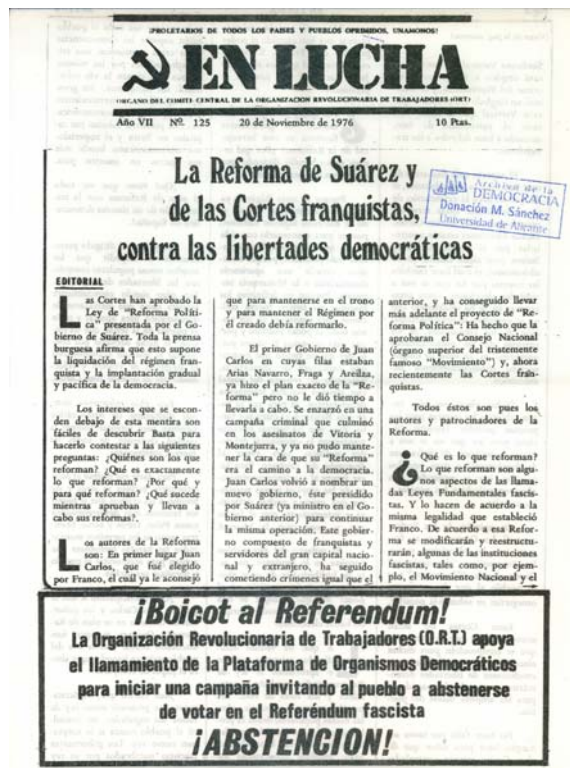 ¡PROLETARIOS DE TODOS LOS PAISES Y PUEBLOS OPRIMIDOS, UNAMONOS!
EN LUCHA
ORGANO DEL COMITE CENTRAL DE LA ORGANIZACION REVOLUCIONARIA DE TRABAJADORES (ORT)
Año VII Nº. 125 20 de Noviembre de 1976 10 Ptas.
La Reforma de Suárez y
de las Cortes franquistas,
contra las libertades democráticas
Archivo de la
DEMOCRACIA
Donación M. Sánchez
Universidad de Alicante
EDITORIAL
Las Cortes han aprobado la
Ley de "Reforma Políti-
ca" presentada por el Go-
bierno de Suárez. Toda la prensa
burguesa afirma que esto supone
la liquidación del régimen fran-
quista y la implantación gradual
y pacífica de la democracia.
Los intereses que se escon-
den debajo de esta mentira son
fáciles de descubrir Basta para
hacerlo contestar a las siguientes
preguntas: ¿Quiénes son los que
reforman? ¿Qué es exactamente
lo que reforman? ¿Por qué y
para qué reforman? ¿Qué sucede
mientras aprueban y llevan a
cabo sus reformas?.
Los autores de la Reforma
son: En primer lugar Juan
Carlos, que fué elegido
por Franco, el cuál ya le aconsejó
que para mantenerse en el trono
y para mantener el Régimen por
él creado debía reformarlo.
El primer Gobierno de Juan
Carlos en cuyas filas estaban
Arias Navarro, Fraga y Areilza,
ya hizo el plan exacto de la "Re-
forma" pero no le dió tiempo a
llevarla a cabo. Se enzarzó en una
campaña criminal que culminó
en los asesinatos de Vitoria y
Montejurra, y ya no pudo mante-
ner la cara de que su "Reforma"
era el camino a la democracia.
Juan Carlos volvió a nombrar un
nuevo gobierno, éste presidido
por Suárez (ya ministro en el Go-
bierno anterior) para continuar
la misma operación. Este gobier-
no compuesto de franquistas y
servidores del gran capital nacio-
nal y extranjero, ha seguido
cometiendo crímenes igual que el
anterior, y ha conseguido llevar
más adelante el proyecto de "Re-
forma Política": Ha hecho que la
aprobaran el Consejo Nacional
(órgano superior del tristemente
famoso "Movimiento") y, ahora
recientemente las Cortes fran-
quistas.
Todos éstos son pues los
autores y patrocinadores de la
Reforma.
¿Qué es lo que reforman?
Lo que reforman son algu-
nos aspectos de las llama-
das Leyes Fundamentales fascis-
tas. Y lo hacen de acuerdo a la
misma legalidad que estableció
Franco. De acuerdo a esa Refor-
ma se modificarán y reestructu-
rarán, algunas de las instituciones
fascistas, tales como, por ejem-
plo, el Movimiento Nacional y el
¡Boicot al Referendum!
La Organización Revolucionaria de Trabajadores (O.R.T.) apoya
el llamamiento de la Plataforma de Organismos Democráticos
para iniciar una campaña invitando al pueblo a abstenerse
de votar en el Referéndum fascista
¡ABSTENCION!